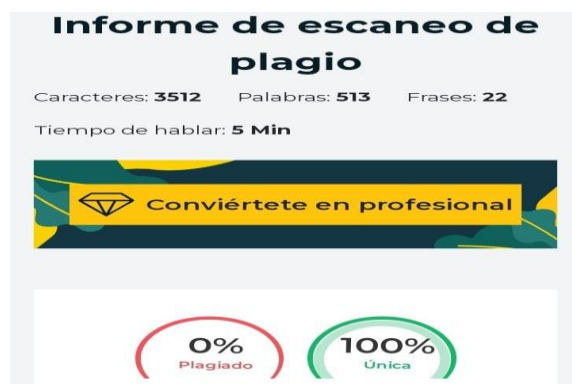 Informe de escaneo de
plagio
Caracteres: 3512 Palabras: 513 Frases: 22
Tiempo de hablar: 5 Min
Conviértete en profesional
0% 100%
Plagiado Única